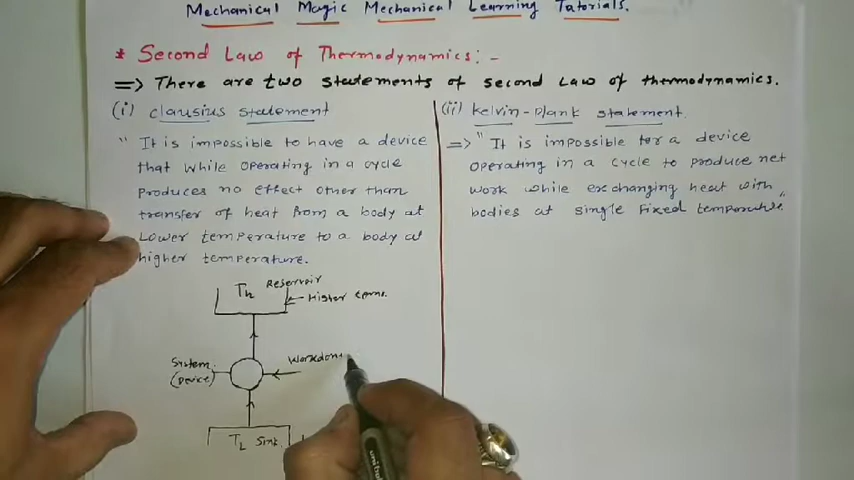 Mechanical Magic Mechanical Learning Tutorials.
* Second Law of Thermodynamics:-
=> There are two statements of second Law of thermodynamics.
(i) clausius statement
" It is impossible to have a device
that while operating in a cycle
Produces no effect other than
transfer of heat from a body at
Lower temperature to a body at
higher temperature.
Th Reservoir
Higher temp.
System
(Device)
Workdone
TL Sink
(ii) kelvin-plank statement
=> " It is impossible for a device
operating in a cycle to produce net
work while exchanging heat with
bodies at single fixed temperature."